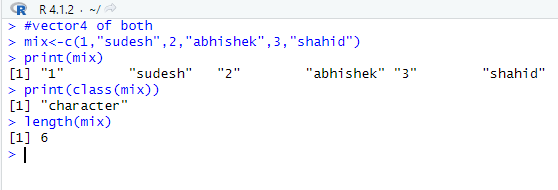 R 4.1.2 · ~/
> #vector4 of both
> mix<-c(1,"sudesh",2,"abhishek",3,"shahid")
> print(mix)
[1] "1"        "sudesh"   "2"        "abhishek" "3"        "shahid"
> print(class(mix))
[1] "character"
> length(mix)
[1] 6
>